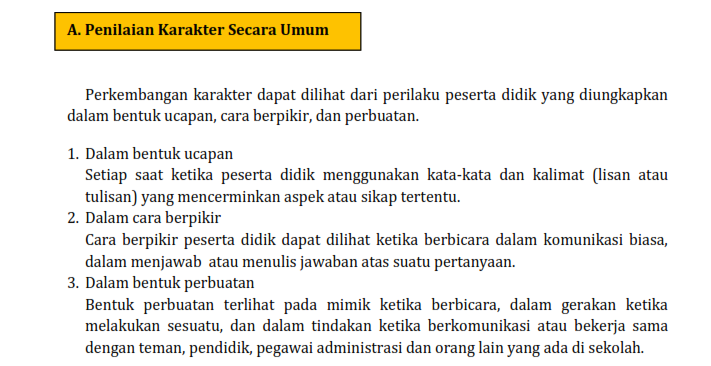 A. Penilaian Karakter Secara Umum
Perkembangan karakter dapat dilihat dari perilaku peserta didik yang diungkapkan
dalam bentuk ucapan, cara berpikir, dan perbuatan.
1. Dalam bentuk ucapan
Setiap saat ketika peserta didik menggunakan kata-kata dan kalimat (lisan atau
tulisan) yang mencerminkan aspek atau sikap tertentu.
2. Dalam cara berpikir
Cara berpikir peserta didik dapat dilihat ketika berbicara dalam komunikasi biasa,
dalam menjawab atau menulis jawaban atas suatu pertanyaan.
3. Dalam bentuk perbuatan
Bentuk perbuatan terlihat pada mimik ketika berbicara, dalam gerakan ketika
melakukan sesuatu, dan dalam tindakan ketika berkomunikasi atau bekerja sama
dengan teman, pendidik, pegawai administrasi dan orang lain yang ada di sekolah.